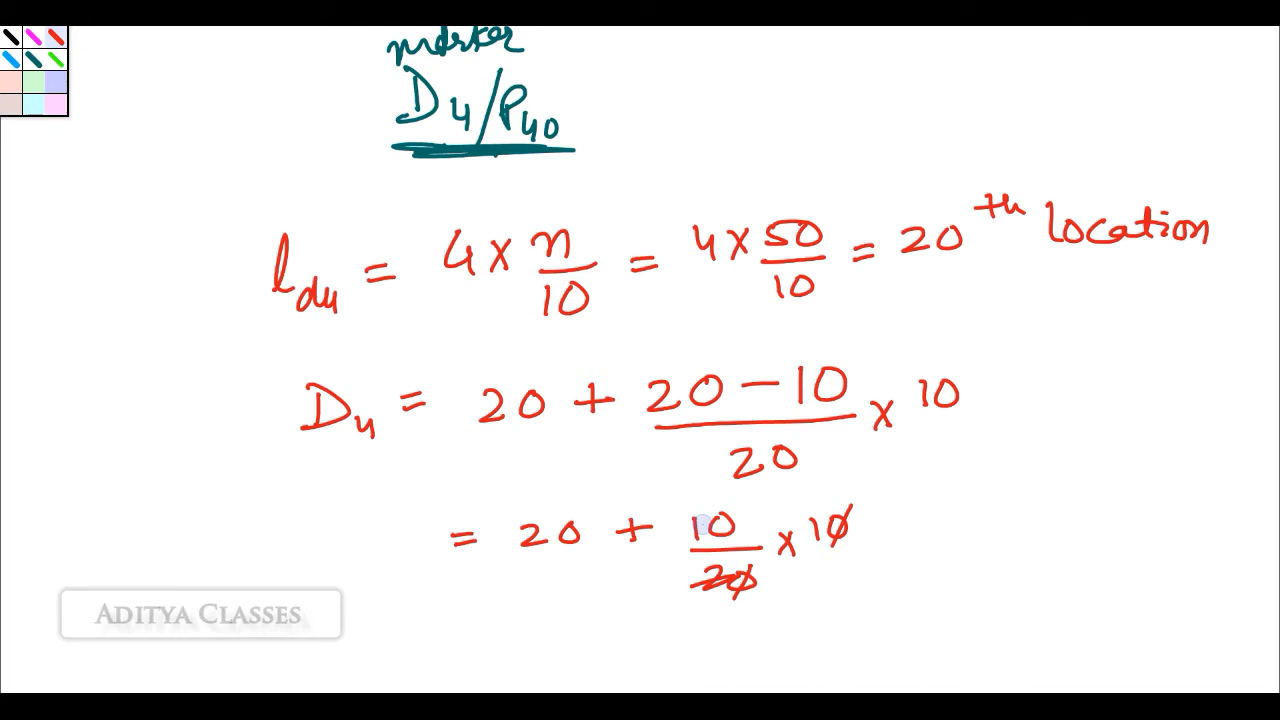 marker
D4/P40
ld4 = 4 × n/10 = 4 × 50/10 = 20th location
D4 = 20 + 20 − 10/20 × 10
= 20 + 10/20 × 10
ADITYA CLASSES